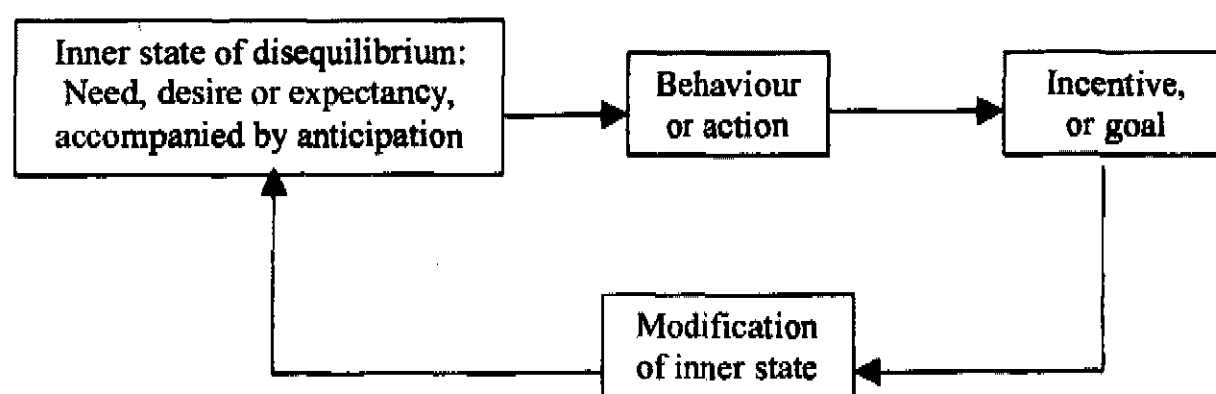 Inner state of disequilibrium:
Need, desire or expectancy,
accompanied by anticipation
Behaviour
or action
Incentive,
or goal
Modification
of inner state